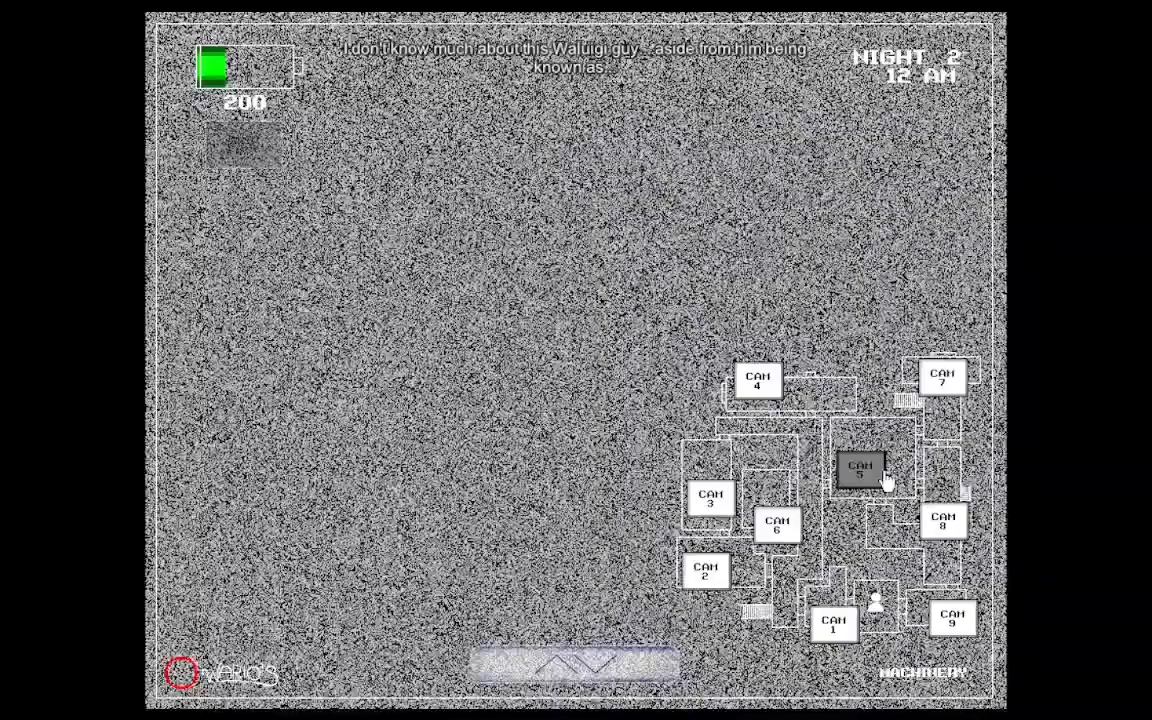 I don't know much about this Waluigi guy... aside from him being
known as...
NIGHT 2
12 AM
200
CAM
4
CAM
7
CAM
5
CAM
3
CAM
6
CAM
8
CAM
2
CAM
1
CAM
9
WARIO'S
MACHINERY